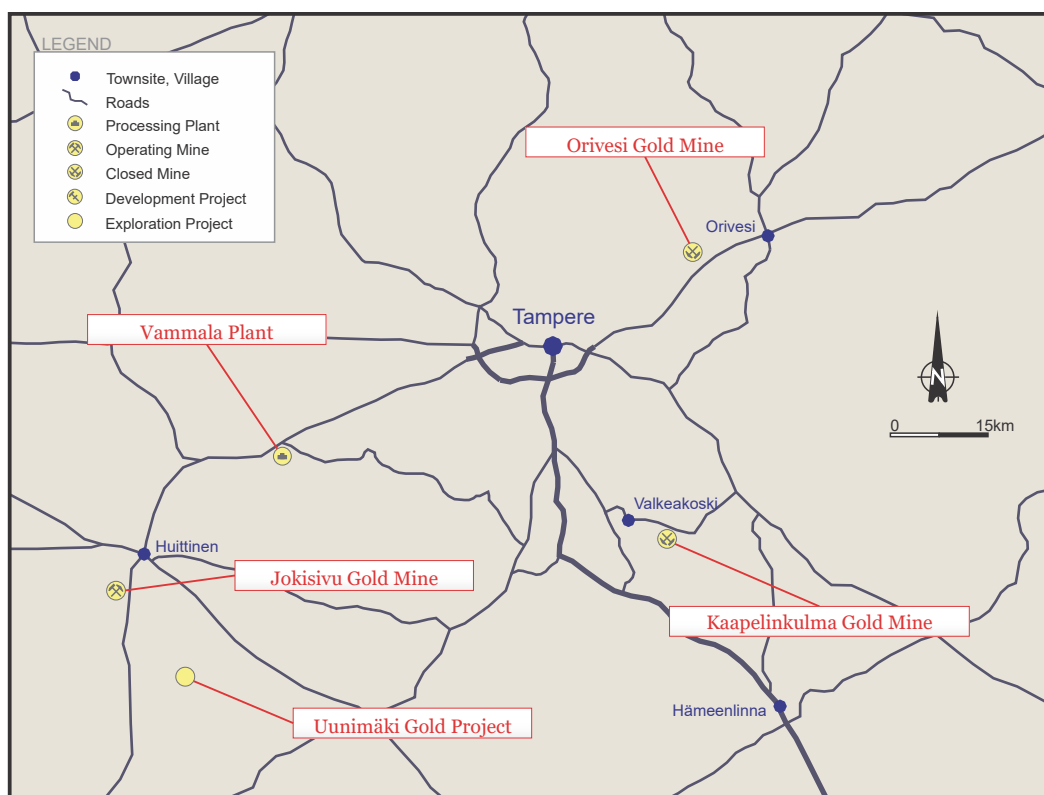 LEGEND
Townsite, Village
Roads
Processing Plant
Operating Mine
Closed Mine
Development Project
Exploration Project
Orivesi Gold Mine
Orivesi
Tampere
Vammala Plant
N
0 15km
Valkeakoski
Huittinen
Jokisivu Gold Mine
Kaapelinkulma Gold Mine
Hämeenlinna
Uunimäki Gold Project